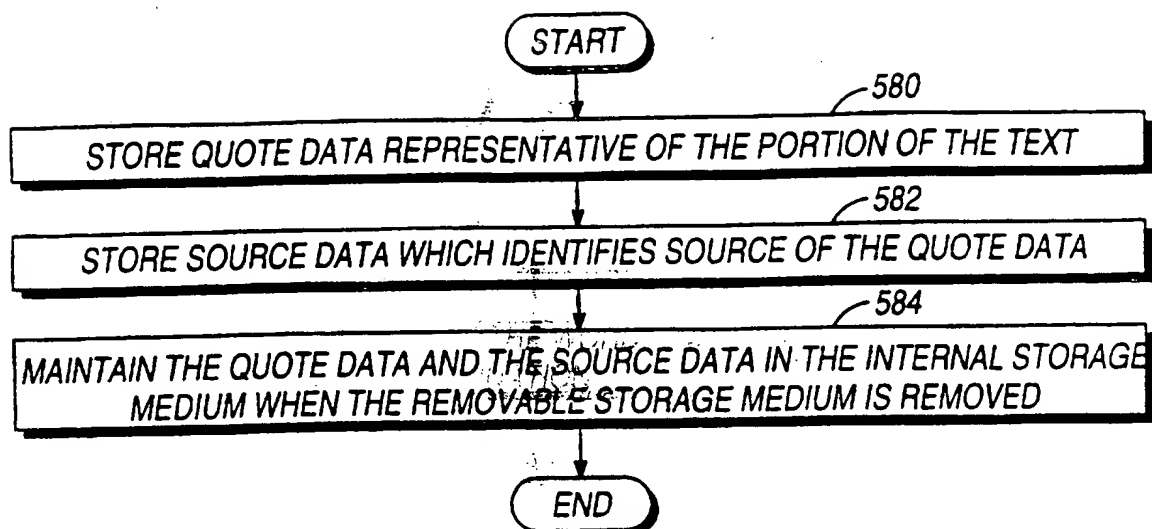 START
580
STORE QUOTE DATA REPRESENTATIVE OF THE PORTION OF THE TEXT
582
STORE SOURCE DATA WHICH IDENTIFIES SOURCE OF THE QUOTE DATA
584
MAINTAIN THE QUOTE DATA AND THE SOURCE DATA IN THE INTERNAL STORAGE
MEDIUM WHEN THE REMOVABLE STORAGE MEDIUM IS REMOVED
END